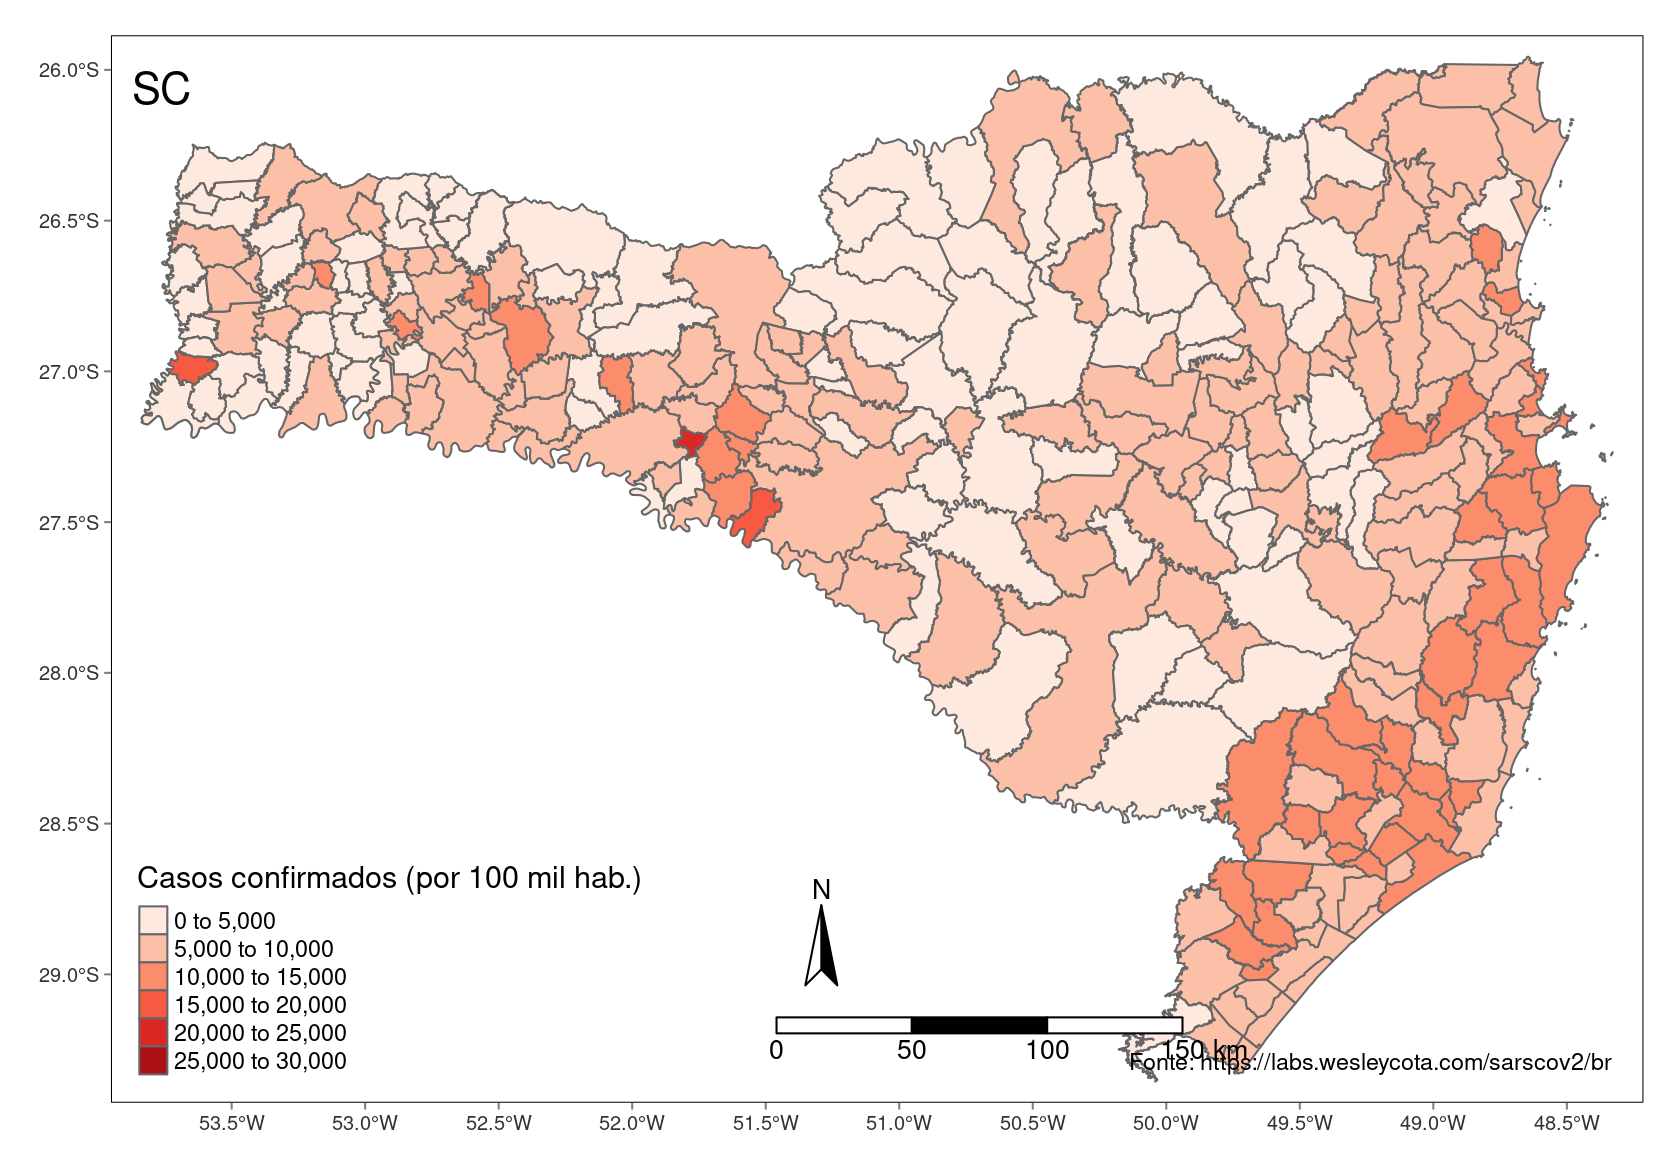 SC
26.0°S
26.5°S
27.0°S
27.5°S
28.0°S
28.5°S
29.0°S
Casos confirmados (por 100 mil hab.)
0 to 5,000
5,000 to 10,000
10,000 to 15,000
15,000 to 20,000
20,000 to 25,000
25,000 to 30,000
N
0 50 100 150 km
Fonte: https://labs.wesleycota.com/sarscov2/br
53.5°W 53.0°W 52.5°W 52.0°W 51.5°W 51.0°W 50.5°W 50.0°W 49.5°W 49.0°W 48.5°W